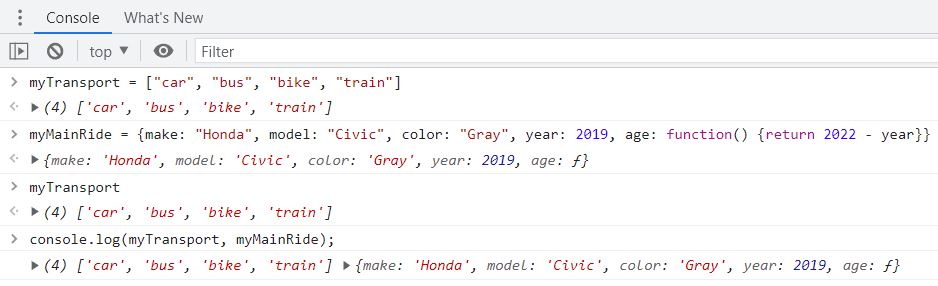 Console What's New
top ▼ Filter
> myTransport = ["car", "bus", "bike", "train"]
<· ▶ (4) ['car', 'bus', 'bike', 'train']
> myMainRide = {make: "Honda", model: "Civic", color: "Gray", year: 2019, age: function() {return 2022 - year}}
<· ▶ {make: 'Honda', model: 'Civic', color: 'Gray', year: 2019, age: ƒ}
> myTransport
<· ▶ (4) ['car', 'bus', 'bike', 'train']
> console.log(myTransport, myMainRide);
▶ (4) ['car', 'bus', 'bike', 'train'] ▶ {make: 'Honda', model: 'Civic', color: 'Gray', year: 2019, age: ƒ}